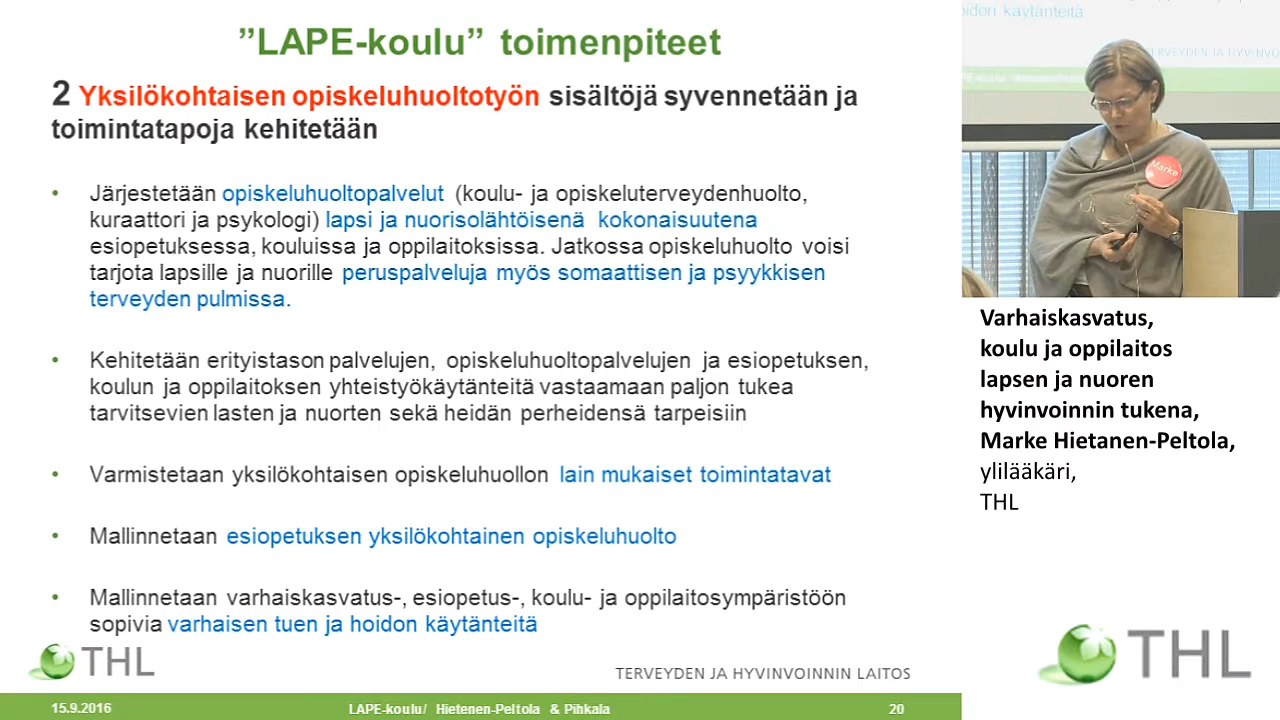 ”LAPE-koulu” toimenpiteet
2 Yksilökohtaisen opiskeluhuoltotyön sisältöjä syvennetään ja
toimintatapoja kehitetään
• Järjestetään opiskeluhuoltopalvelut (koulu- ja opiskeluterveydenhuolto,
kuraattori ja psykologi) lapsi ja nuorisolähtöisenä kokonaisuutena
esiopetuksessa, kouluissa ja oppilaitoksissa. Jatkossa opiskeluhuolto voisi
tarjota lapsille ja nuorille peruspalveluja myös somaattisen ja psyykkisen
terveyden pulmissa.
• Kehitetään erityistason palvelujen, opiskeluhuoltopalvelujen ja esiopetuksen,
koulun ja oppilaitoksen yhteistyökäytänteitä vastaamaan paljon tukea
tarvitsevien lasten ja nuorten sekä heidän perheidensä tarpeisiin
• Varmistetaan yksilökohtaisen opiskeluhuollon lain mukaiset toimintatavat
• Mallinnetaan esiopetuksen yksilökohtainen opiskeluhuolto
• Mallinnetaan varhaiskasvatus-, esiopetus-, koulu- ja oppilaitosympäristöön
sopivia varhaisen tuen ja hoidon käytänteitä
THL
TERVEYDEN JA HYVINVOINNIN LAITOS
15.9.2016 LAPE-koulu/ Hietenen-Peltola & Pihkala 20
idon käytänteitä
ERVEYDEN JA HYVINVO
Marke
Varhaiskasvatus,
koulu ja oppilaitos
lapsen ja nuoren
hyvinvoinnin tukena,
Marke Hietanen-Peltola,
ylilääkäri,
THL
THL